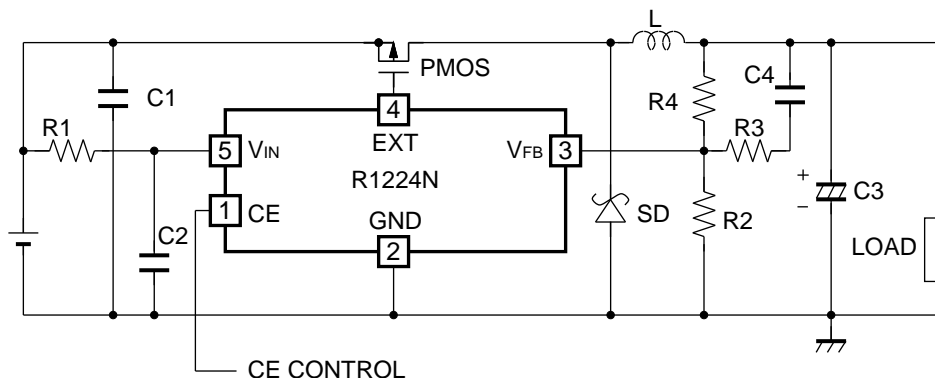 L
PMOS
C1
C4
R4
4
R1
EXT
R3
5
VIN
VFB
3
R1224N
C3
+
−
1
CE
GND
SD
R2
C2
2
LOAD
CE CONTROL